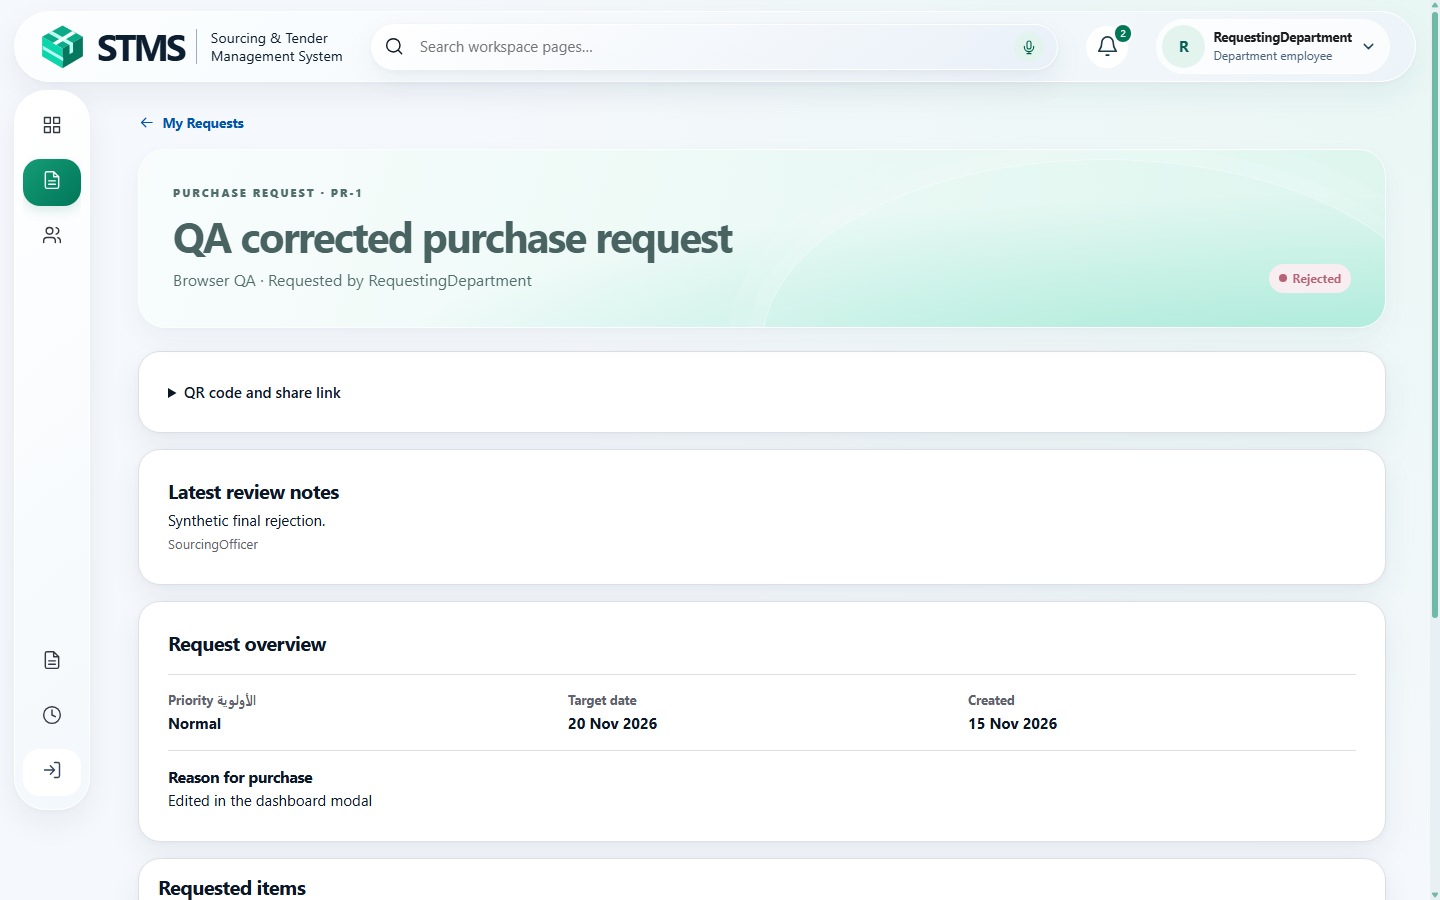 STMS
Sourcing & Tender
Management System
Search workspace pages...
2
R
RequestingDepartment
Department employee
My Requests
PURCHASE REQUEST · PR-1
QA corrected purchase request
Browser QA · Requested by RequestingDepartment
Rejected
QR code and share link
Latest review notes
Synthetic final rejection.
SourcingOfficer
Request overview
Priority الأولوية
Normal
Target date
20 Nov 2026
Created
15 Nov 2026
Reason for purchase
Edited in the dashboard modal
Requested items